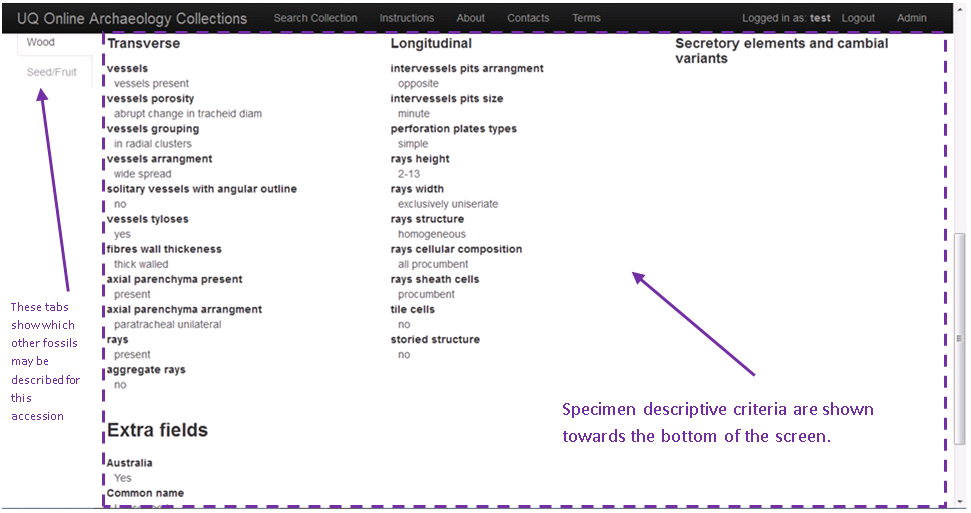 UQ Online Archaeology Collections Search Collection Instructions About Contacts Terms Logged in as: test Logout Admin
Wood
Seed/Fruit
These tabs
show which
other fossils
may be
described for
this
accession
Transverse
vessels
vessels present
vessels porosity
abrupt change in tracheid diam
vessels grouping
in radial clusters
vessels arrangment
wide spread
solitary vessels with angular outline
no
vessels tyloses
yes
fibres wall thickeness
thick walled
axial parenchyma present
present
axial parenchyma arrangment
paratracheal unilateral
rays
present
aggregate rays
no
Longitudinal
intervessels pits arrangment
opposite
intervessels pits size
minute
perforation plates types
simple
rays height
2-13
rays width
exclusively uniseriate
rays structure
homogeneous
rays cellular composition
all procumbent
rays sheath cells
procumbent
tile cells
no
storied structure
no
Secretory elements and cambial
variants
Specimen descriptive criteria are shown
towards the bottom of the screen.
Extra fields
Australia
Yes
Common name